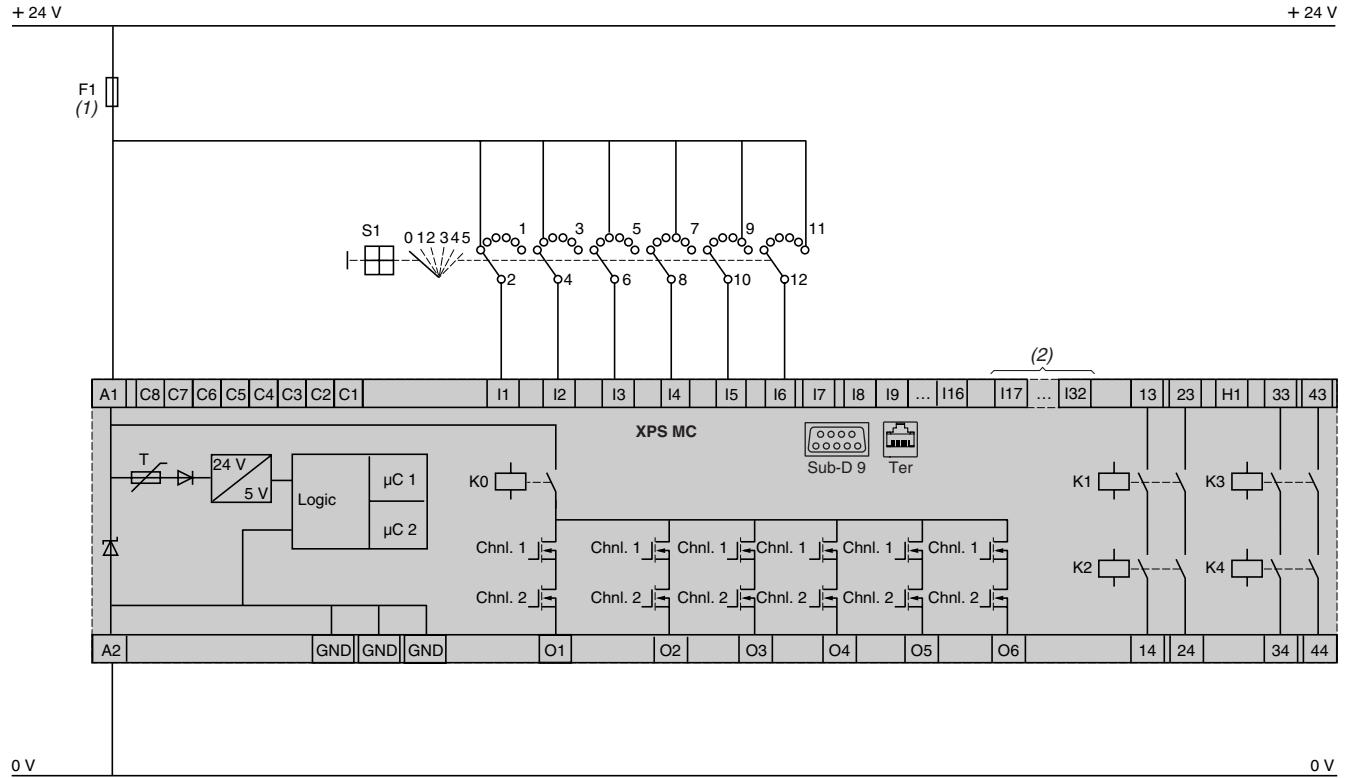 + 24 V + 24 V
F1
(1)
S1 0 1 2 3 4 5 1 3 5 7 9 11
2 4 6 8 10 12
(2)
A1 C8 C7 C6 C5 C4 C3 C2 C1 I1 I2 I3 I4 I5 I6 I7 I8 I9 ... I16 I17 ... I32 13 23 H1 33 43
XPS MC
Sub-D 9 Ter
T 24 V
5 V
Logic
µC 1
µC 2
K0 K1 K3
Chnl. 1 Chnl. 1 Chnl. 1 Chnl. 1 Chnl. 1 Chnl. 1
K2 K4
Chnl. 2 Chnl. 2 Chnl. 2 Chnl. 2 Chnl. 2 Chnl. 2
A2 GND GND GND O1 O2 O3 O4 O5 O6 14 24 34 44
0 V 0 V